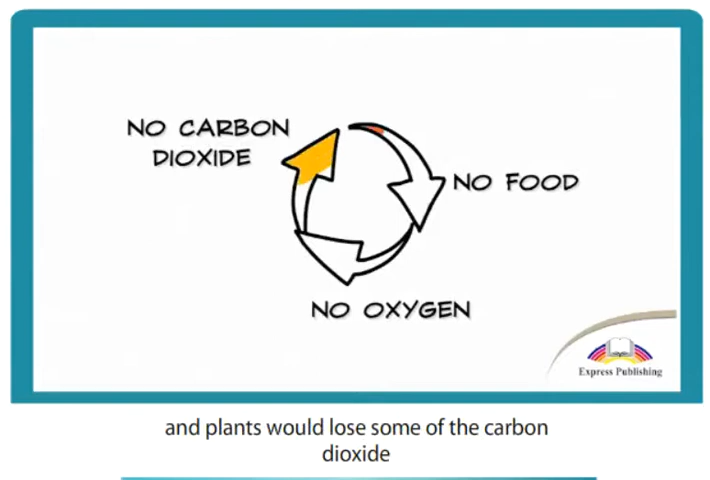 NO CARBON
DIOXIDE
NO FOOD
NO OXYGEN
Express Publishing
and plants would lose some of the carbon
dioxide